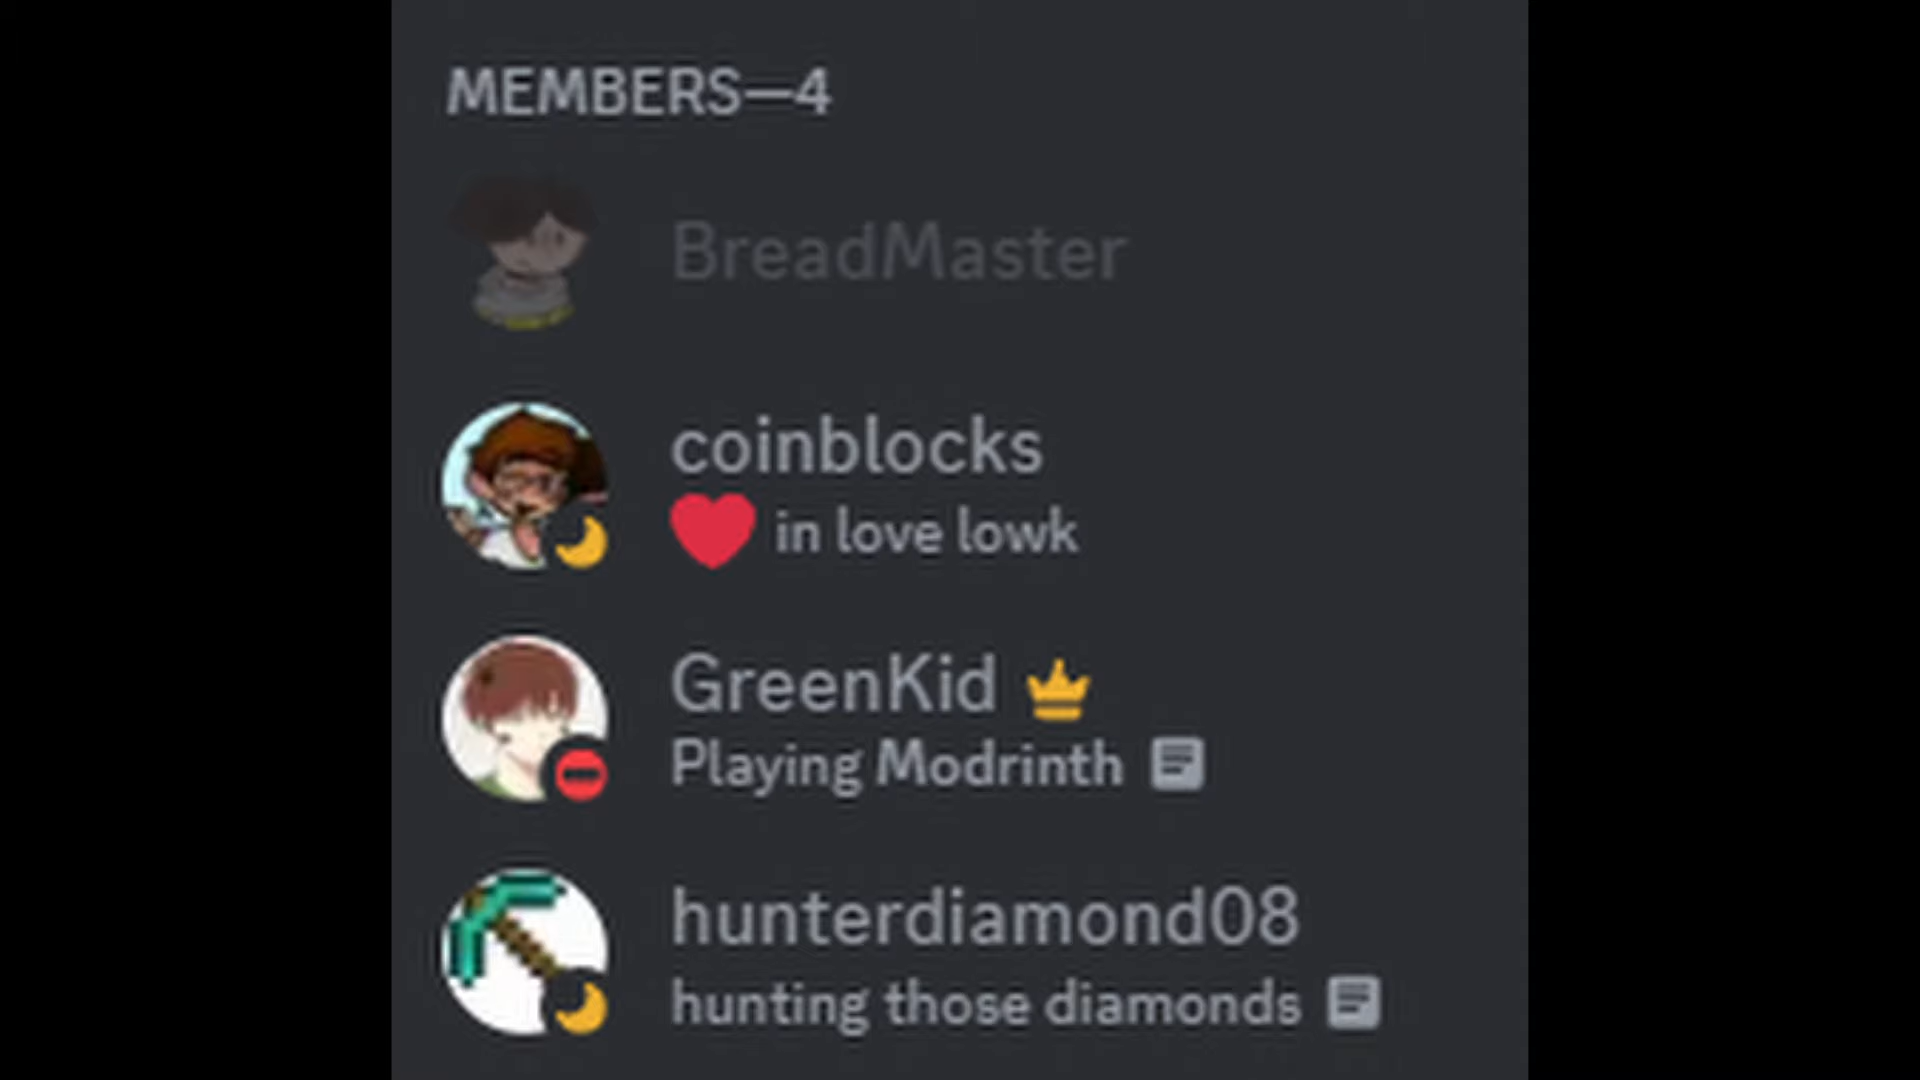 MEMBERS—4
BreadMaster
coinblocks
in love lowk
GreenKid
Playing Modrinth
hunterdiamond08
hunting those diamonds